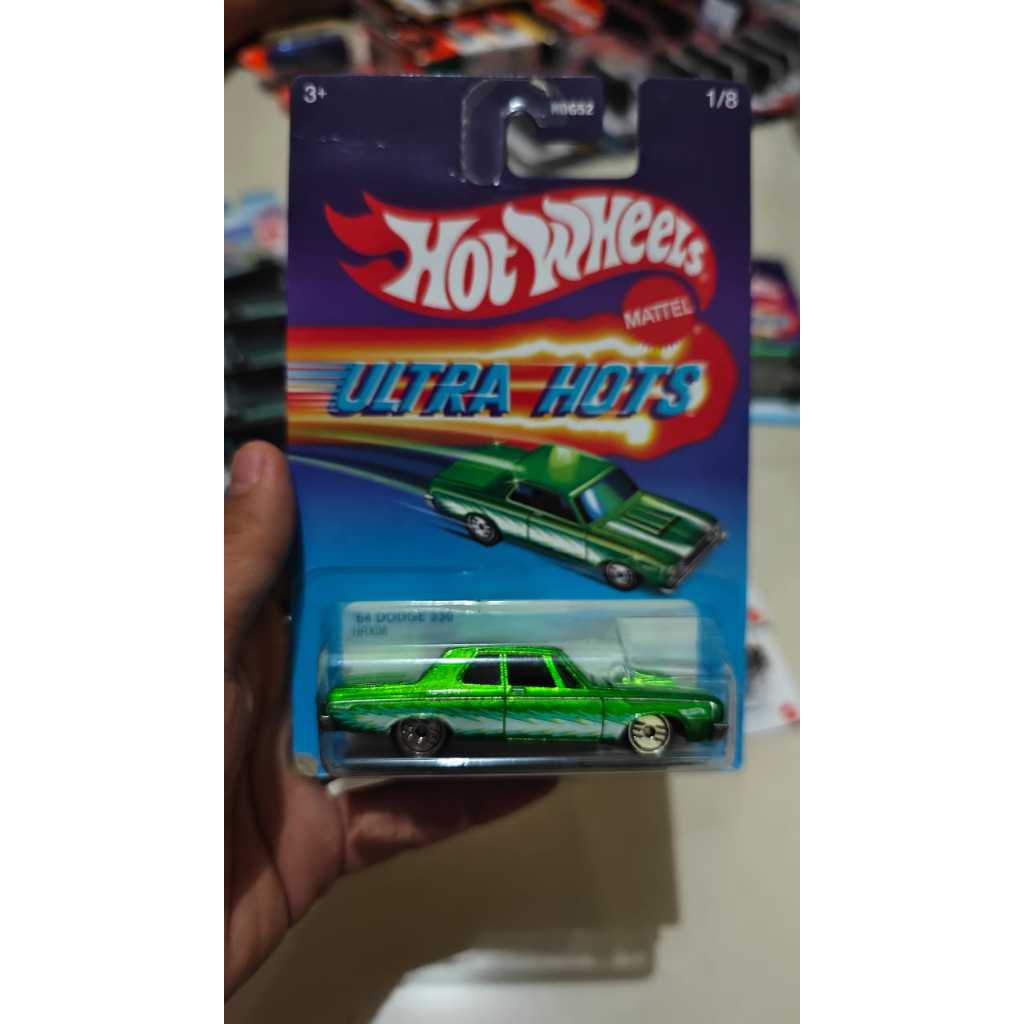 3+
1/8
HOT WHEELS
MATTEL
ULTRA HOTS
'64 DODGE 330